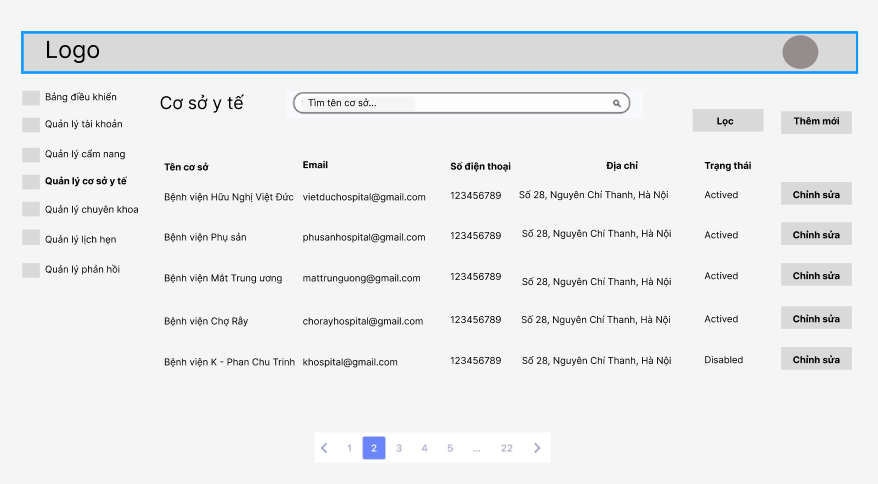 Logo
Bảng điều khiển
Quản lý tài khoản
Quản lý cẩm nang
Quản lý cơ sở y tế
Quản lý chuyên khoa
Quản lý lịch hẹn
Quản lý phản hồi
Cơ sở y tế
Tìm tên cơ sở...
Lọc
Thêm mới
Tên cơ sở Email Số điện thoại Địa chỉ Trạng thái
Bệnh viện Hữu Nghị Việt Đức vietduchospital@gmail.com 123456789 Số 28, Nguyên Chí Thanh, Hà Nội Actived Chỉnh sửa
Bệnh viện Phụ sản phusanhospital@gmail.com 123456789 Số 28, Nguyên Chí Thanh, Hà Nội Actived Chỉnh sửa
Bệnh viện Mắt Trung ương mattrunguong@gmail.com 123456789 Số 28, Nguyên Chí Thanh, Hà Nội Actived Chỉnh sửa
Bệnh viện Chợ Rẫy chorayhospital@gmail.com 123456789 Số 28, Nguyên Chí Thanh, Hà Nội Actived Chỉnh sửa
Bệnh viện K - Phan Chu Trinh khospital@gmail.com 123456789 Số 28, Nguyên Chí Thanh, Hà Nội Disabled Chỉnh sửa
1 2 3 4 5 ... 22